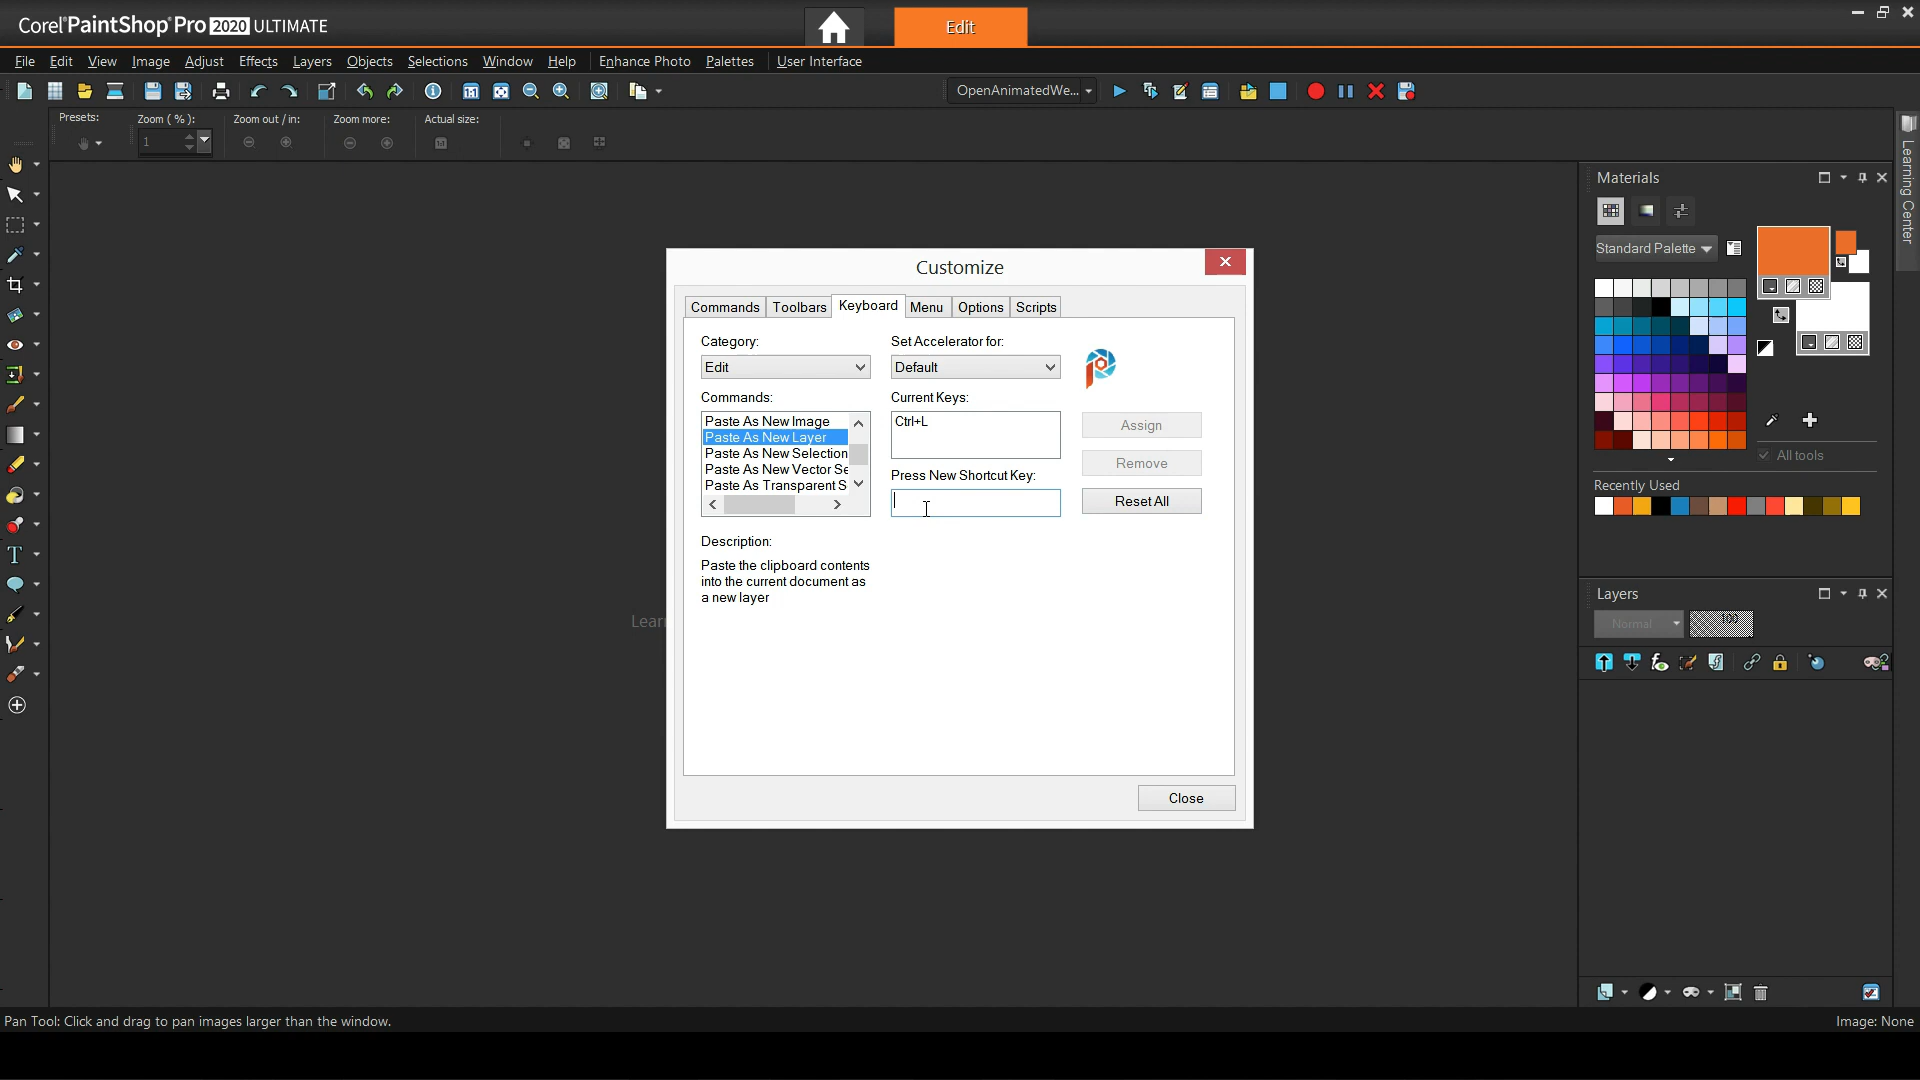 Corel PaintShop Pro 2020 ULTIMATE
Edit
File Edit View Image Adjust Effects Layers Objects Selections Window Help Enhance Photo Palettes User Interface
OpenAnimatedWe...
Presets: Zoom (%): Zoom out / in: Zoom more: Actual size:
1
Learning Center
Materials
Standard Palette
All tools
Recently Used
Customize
Commands Toolbars Keyboard Menu Options Scripts
Category: Set Accelerator for:
Edit Default
Commands: Current Keys:
Paste As New Image
Paste As New Layer
Paste As New Selection
Paste As New Vector Se
Paste As Transparent S
Ctrl+L
Assign
Remove
Press New Shortcut Key:
Reset All
Description:
Paste the clipboard contents
into the current document as
a new layer
Lear
Close
Layers
Normal 100
Pan Tool: Click and drag to pan images larger than the window.
Image: None